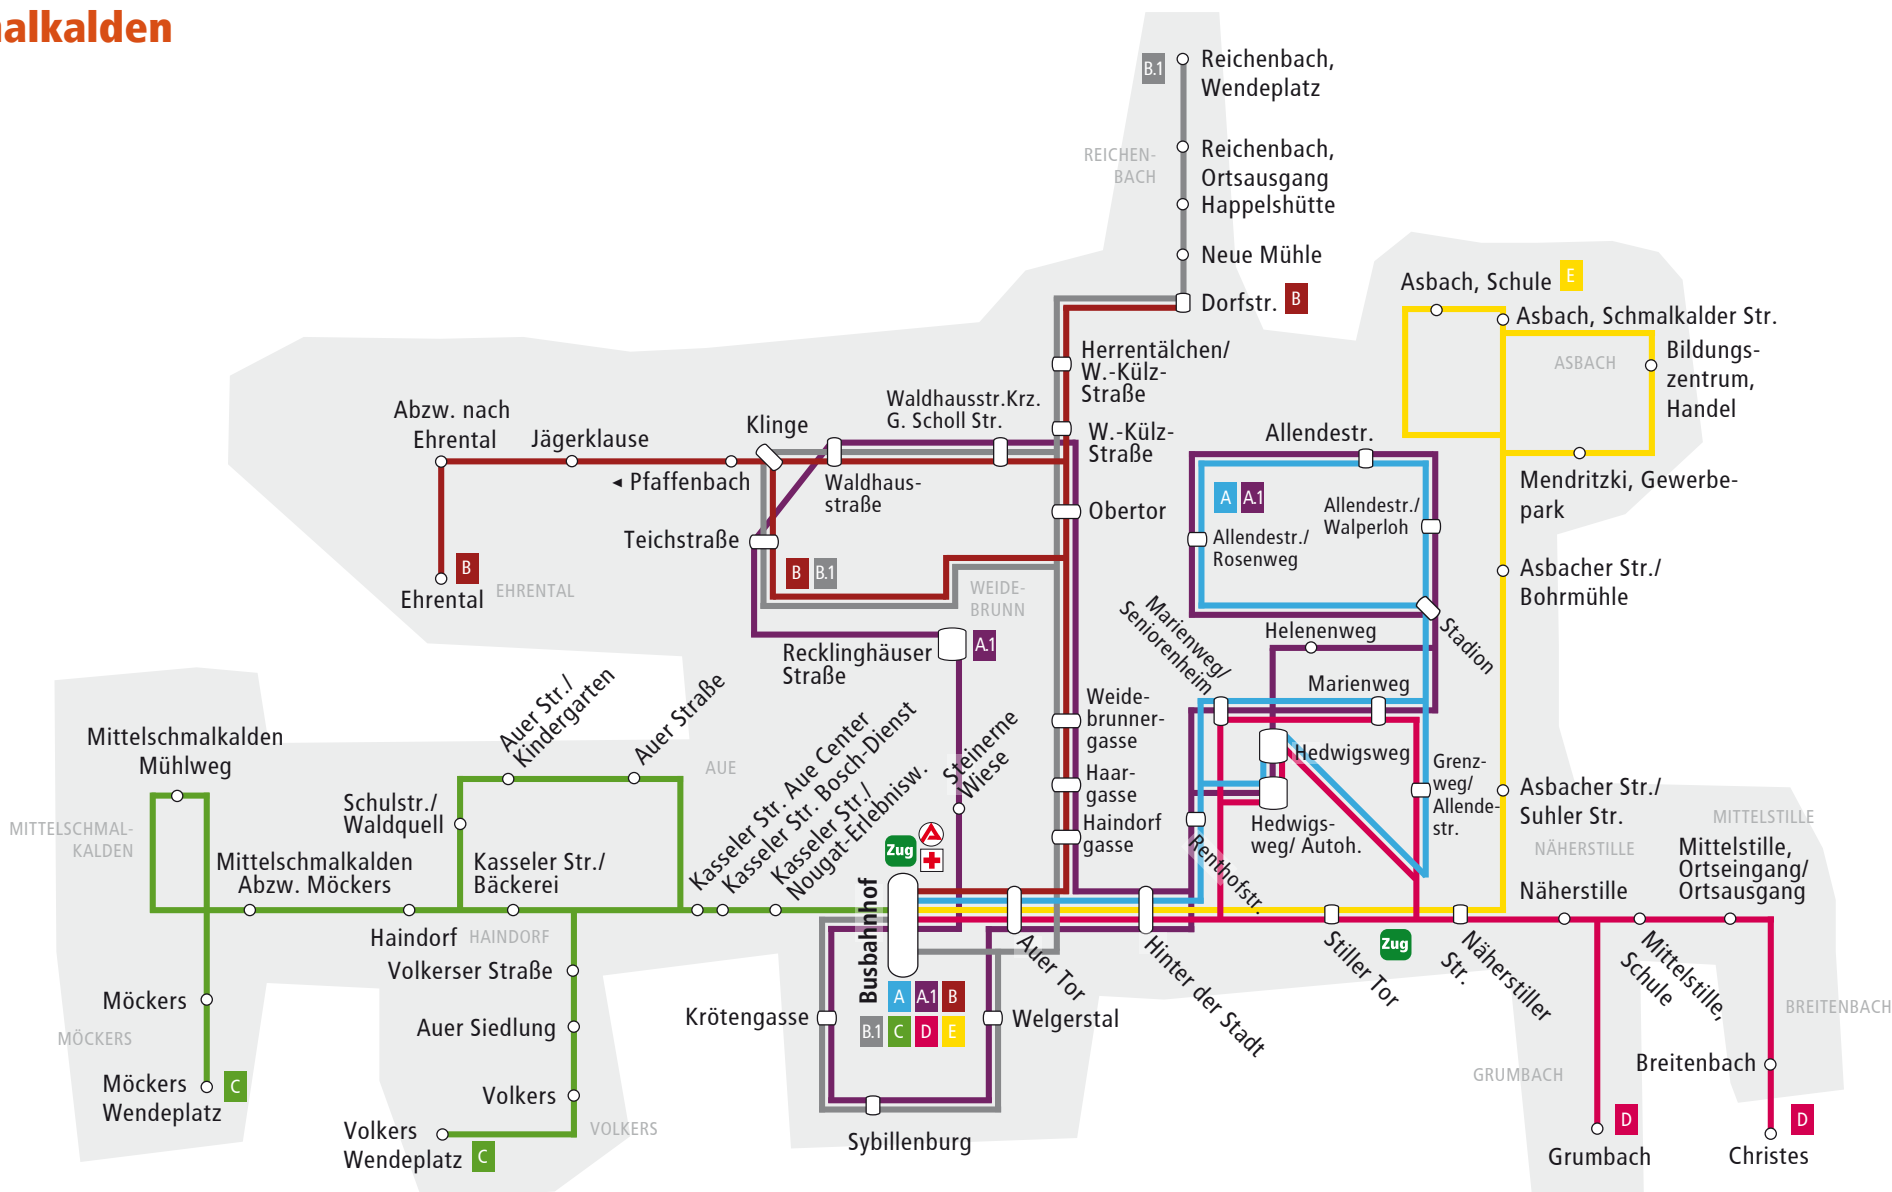 alkalden
B.1
Reichenbach,
Wendeplatz
REICHEN-
BACH
Reichenbach,
Ortsausgang
Happelshütte
Neue Mühle
Dorfstr.
B
Asbach, Schule
E
Asbach, Schmalkalder Str.
ASBACH
Bildungs-
zentrum,
Handel
Mendritzki, Gewerbe-
park
Herrentälchen/
W.-Külz-
Straße
W.-Külz-
Straße
Waldhausstr.Krz.
G. Scholl Str.
Klinge
Abzw. nach
Ehrental
Jägerklause
◂ Pfaffenbach
Waldhaus-
straße
Teichstraße
Obertor
Allendestr.
A
A.1
Allendestr./
Walperloh
Allendestr./
Rosenweg
Asbacher Str./
Bohrmühle
B
Ehrental
EHRENTAL
B
B.1
WEIDE-
BRUNN
Recklinghäuser
Straße
A.1
Marienweg/
Seniorenheim
Helenenweg
Stadion
Marienweg
Weide-
brunner-
gasse
Hedwigsweg
Grenz-
weg/
Allende-
str.
Haar-
gasse
Haindorf
gasse
Hedwigs-
weg/ Autoh.
Renthofstr.
Asbacher Str./
Suhler Str.
MITTELSTILLE
NÄHERSTILLE
Mittelstille,
Ortseingang/
Ortsausgang
Näherstille
Mittelschmalkalden
Mühlweg
Auer Str./
Kindergarten
Auer Straße
AUE
Schulstr./
Waldquell
MITTELSCHMAL-
KALDEN
Mittelschmalkalden
Abzw. Möckers
Kasseler Str./
Bäckerei
Kasseler Str. Aue Center
Kasseler Str. Bosch-Dienst
Kasseler Str./
Nougat-Erlebnisw.
Steinerne
Wiese
Zug
Busbahnhof
Haindorf
HAINDORF
Volkerser Straße
Auer Siedlung
Volkers
VOLKERS
Volkers
Wendeplatz
C
Möckers
MÖCKERS
Möckers
Wendeplatz
C
Krötengasse
A
A.1
B
B.1
C
D
E
Welgerstal
Sybillenburg
Auer Tor
Hinter der Stadt
Stiller Tor
Zug
Näherstiller
Str.
Mittelstille,
Schule
BREITENBACH
Breitenbach
GRUMBACH
D
Grumbach
D
Christes